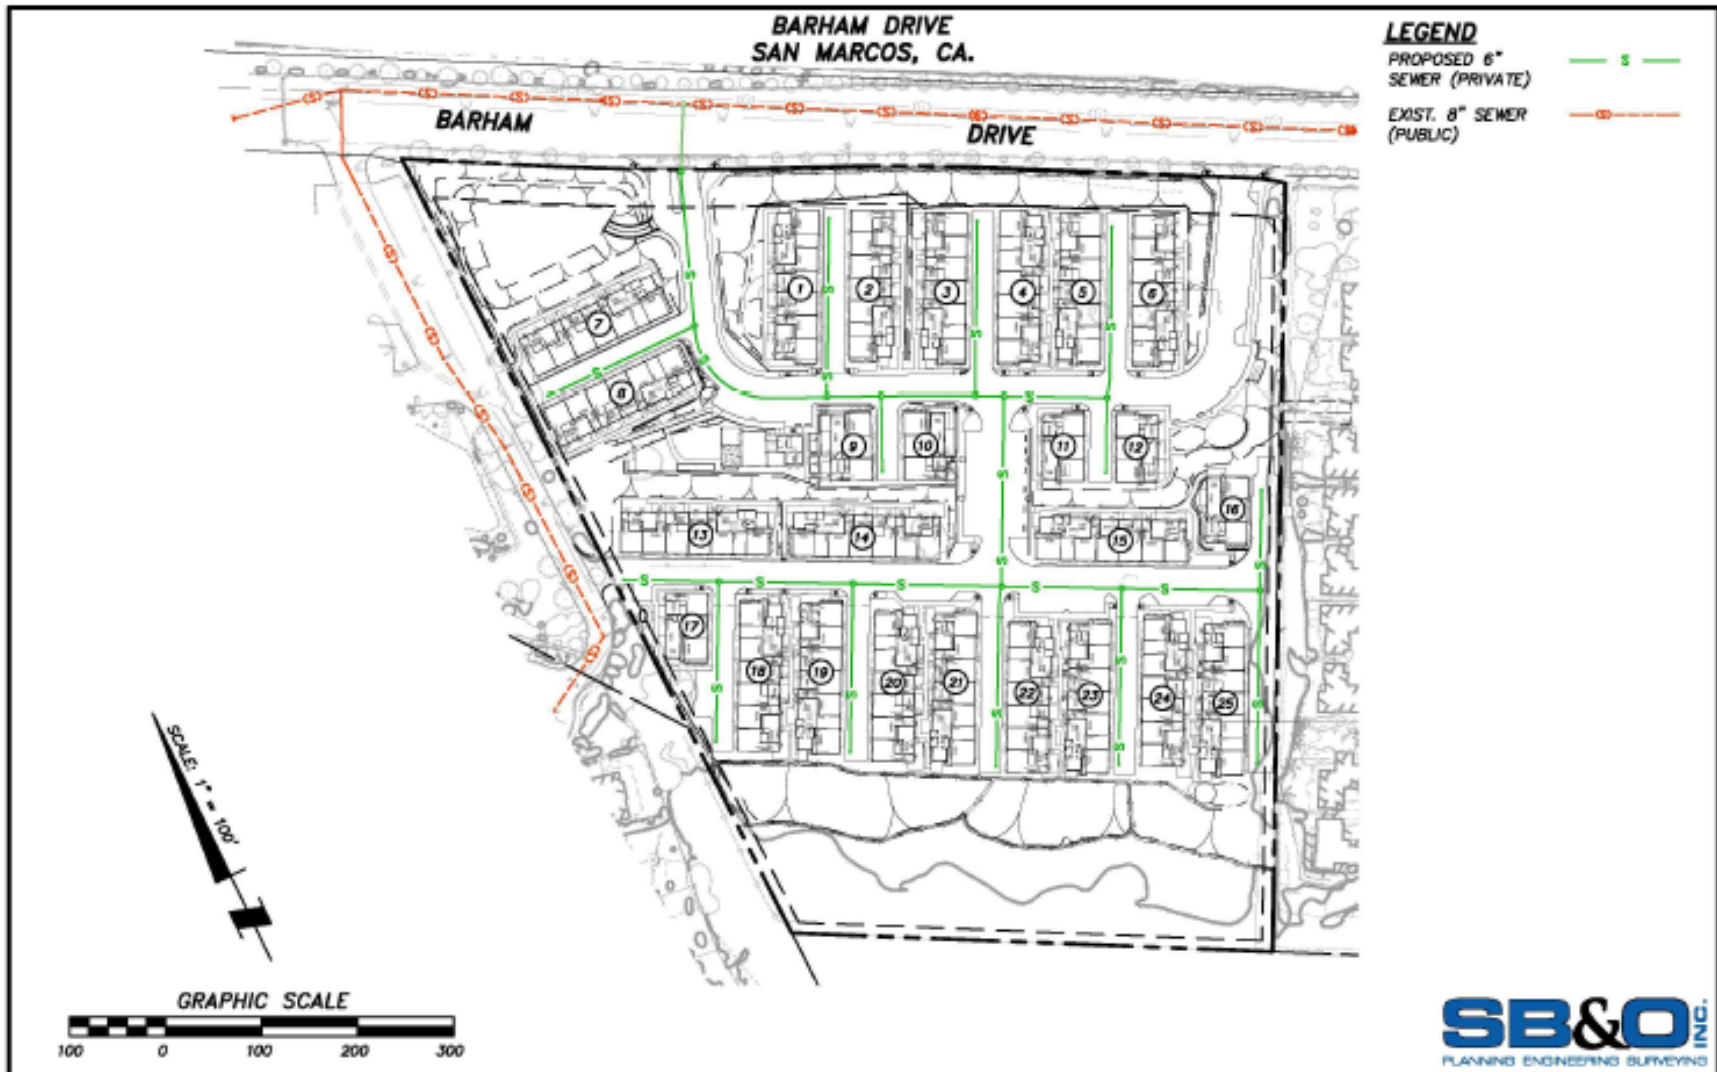 BARHAM DRIVE
SAN MARCOS, CA.
LEGEND
PROPOSED 6"
SEWER (PRIVATE)
S
EXIST. 8" SEWER
(PUBLIC)
(S)
BARHAM
DRIVE
1
2
3
4
5
6
7
8
9
10
11
12
13
14
15
16
17
18
19
20
21
22
23
24
25
SCALE: 1" = 100'
GRAPHIC SCALE
100 0 100 200 300
SB&O INC.
PLANNING ENGINEERING SURVEYING